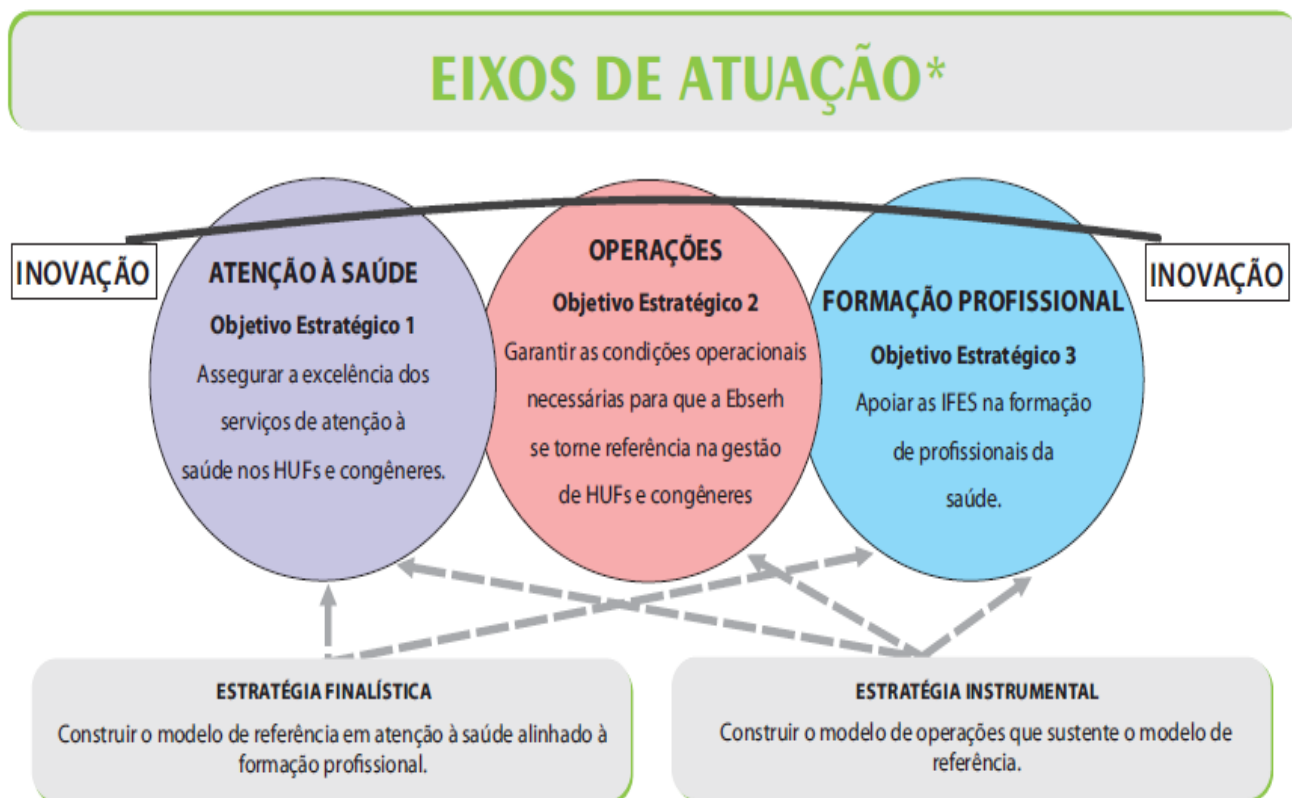 EIXOS DE ATUAÇÃO*
INOVAÇÃO
ATENÇÃO À SAÚDE
Objetivo Estratégico 1
Assegurar a excelência dos
serviços de atenção à
saúde nos HUFs e congêneres.
OPERAÇÕES
Objetivo Estratégico 2
Garantir as condições operacionais
necessárias para que a Ebserh
se torne referência na gestão
de HUFs e congêneres
FORMAÇÃO PROFISSIONAL
Objetivo Estratégico 3
Apoiar as IFES na formação
de profissionais da
saúde.
INOVAÇÃO
ESTRATÉGIA FINALÍSTICA
Construir o modelo de referência em atenção à saúde alinhado à
formação profissional.
ESTRATÉGIA INSTRUMENTAL
Construir o modelo de operações que sustente o modelo de
referência.